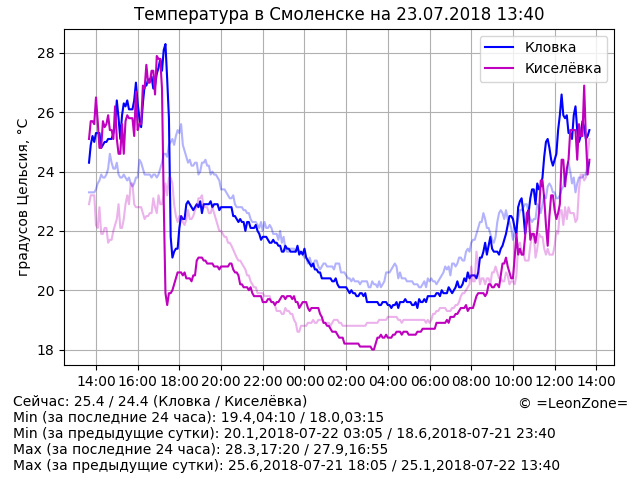 Температура в Смоленске на 23.07.2018 13:40
Кловка
Киселёвка
градусов Цельсия, °C
28
26
24
22
20
18
14:00 16:00 18:00 20:00 22:00 00:00 02:00 04:00 06:00 08:00 10:00 12:00 14:00
Сейчас: 25.4 / 24.4 (Кловка / Киселёвка)
© =LeonZone=
Min (за последние 24 часа): 19.4,04:10 / 18.0,03:15
Min (за предыдущие сутки): 20.1,2018-07-22 03:05 / 18.6,2018-07-21 23:40
Max (за последние 24 часа): 28.3,17:20 / 27.9,16:55
Max (за предыдущие сутки): 25.6,2018-07-21 18:05 / 25.1,2018-07-22 13:40